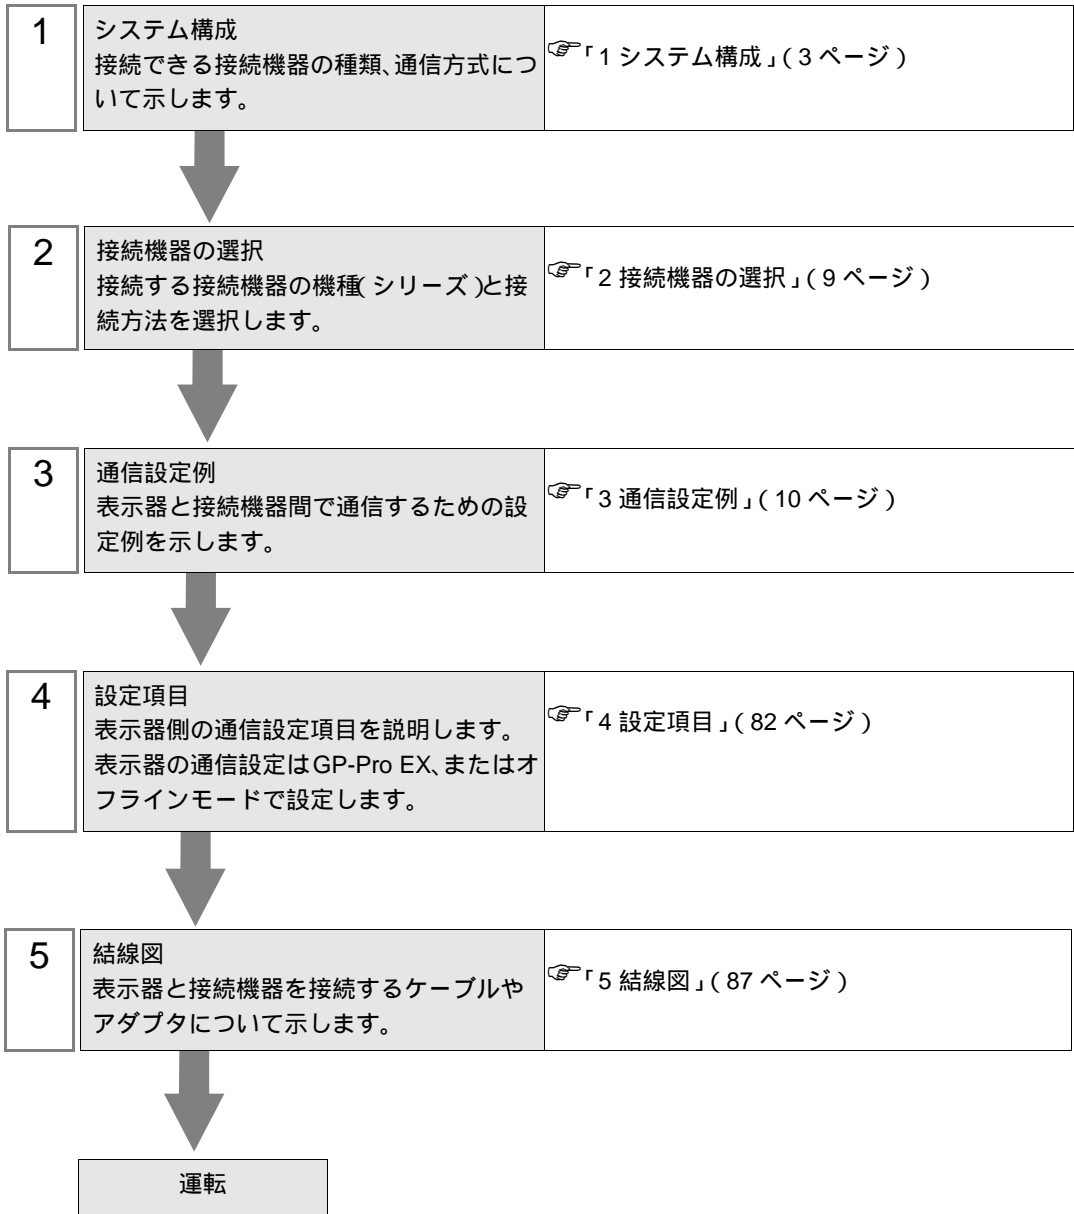 1
システム構成
接続できる接続機器の種類、通信方式につ
いて示します。
☞「1 システム構成」(3 ページ)
2
接続機器の選択
接続する接続機器の機種(シリーズ)と接
続方法を選択します。
☞「2 接続機器の選択」(9 ページ)
3
通信設定例
表示器と接続機器間で通信するための設
定例を示します。
☞「3 通信設定例」(10 ページ)
4
設定項目
表示器側の通信設定項目を説明します。
表示器の通信設定はGP-Pro EX、またはオ
フラインモードで設定します。
☞「4 設定項目」(82 ページ)
5
結線図
表示器と接続機器を接続するケーブルや
アダプタについて示します。
☞「5 結線図」(87 ページ)
運転